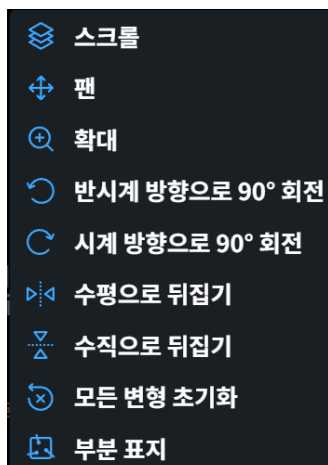 스크롤
팬
확대
반시계 방향으로 90° 회전
시계 방향으로 90° 회전
수평으로 뒤집기
수직으로 뒤집기
모든 변형 초기화
부분 표지